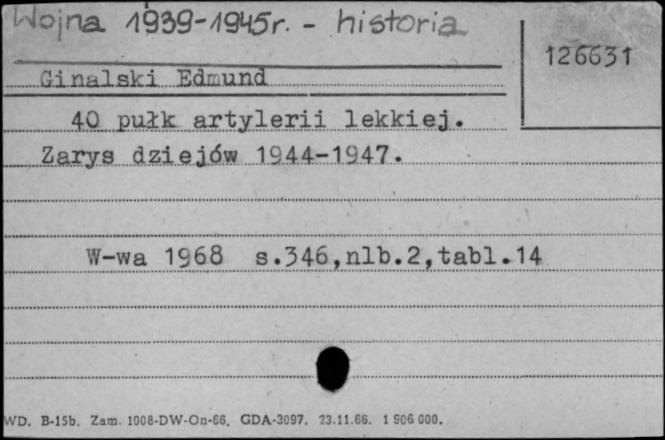 Wojna 1939-1945r. - historia
126631
Ginalski Edmund
40 pułk artylerii lekkiej.
Zarys dziejów 1944-1947.
W-wa 1968 s.346,nlb.2,tabl.14
WD. B-15b. Zam. 1008-DW-On-66. GDA-3097. 23.11.66. 1 906 000.